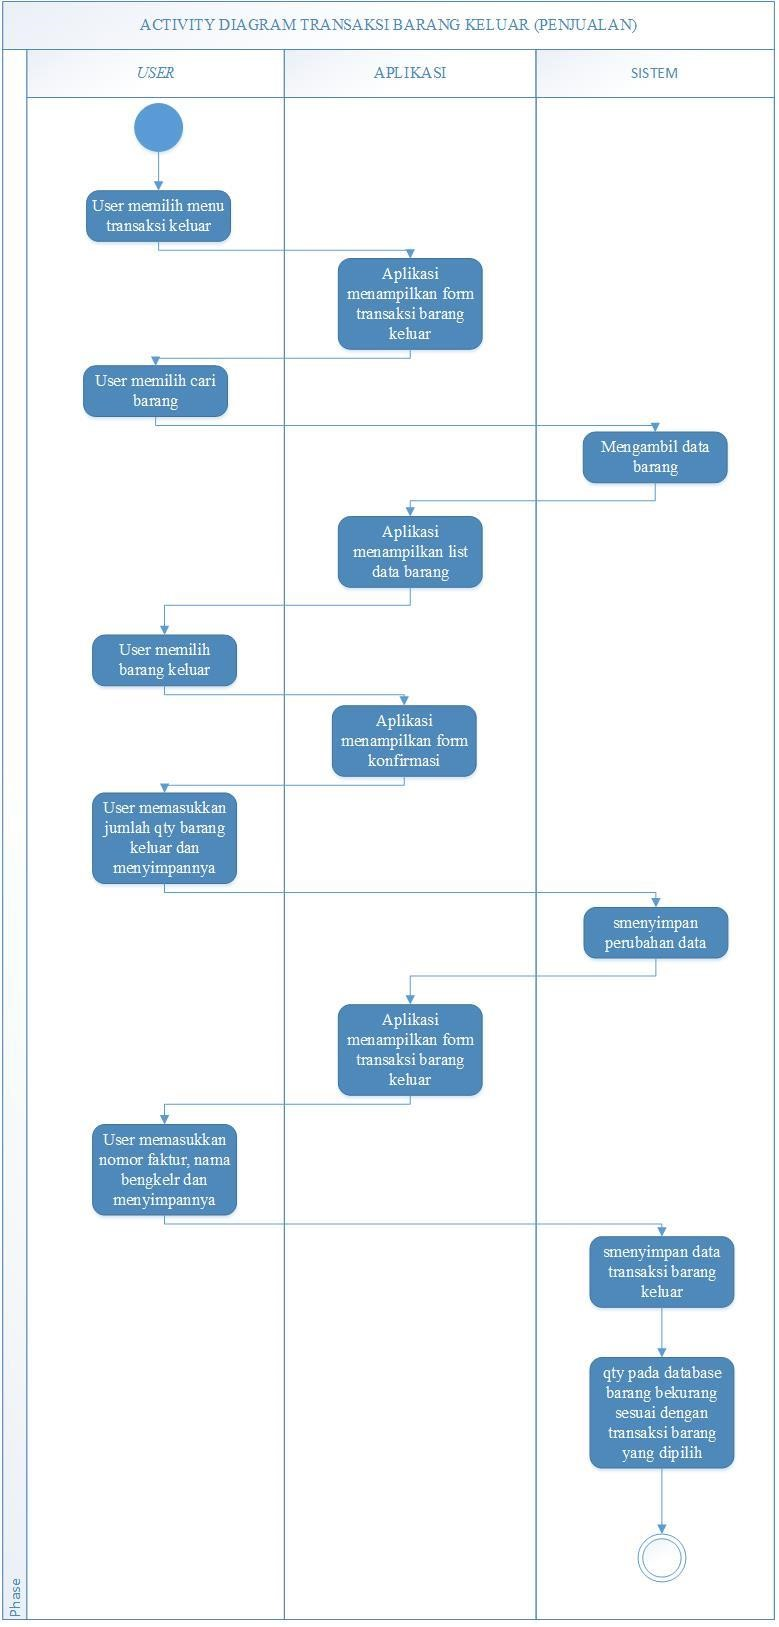 ACTIVITY DIAGRAM TRANSAKSI BARANG KELUAR (PENJUALAN)
USER
APLIKASI
SISTEM
User memilih menu
transaksi keluar
Aplikasi
menampilkan form
transaksi barang
keluar
User memilih cari
barang
Mengambil data
barang
Aplikasi
menampilkan list
data barang
User memilih
barang keluar
Aplikasi
menampilkan form
konfirmasi
User memasukkan
jumlah qty barang
keluar dan
menyimpannya
smenyimpan
perubahan data
Aplikasi
menampilkan form
transaksi barang
keluar
User memasukkan
nomor faktur, nama
bengkelr dan
menyimpannya
smenyimpan data
transaksi barang
keluar
qty pada database
barang bekurang
sesuai dengan
transaksi barang
yang dipilih
Phase